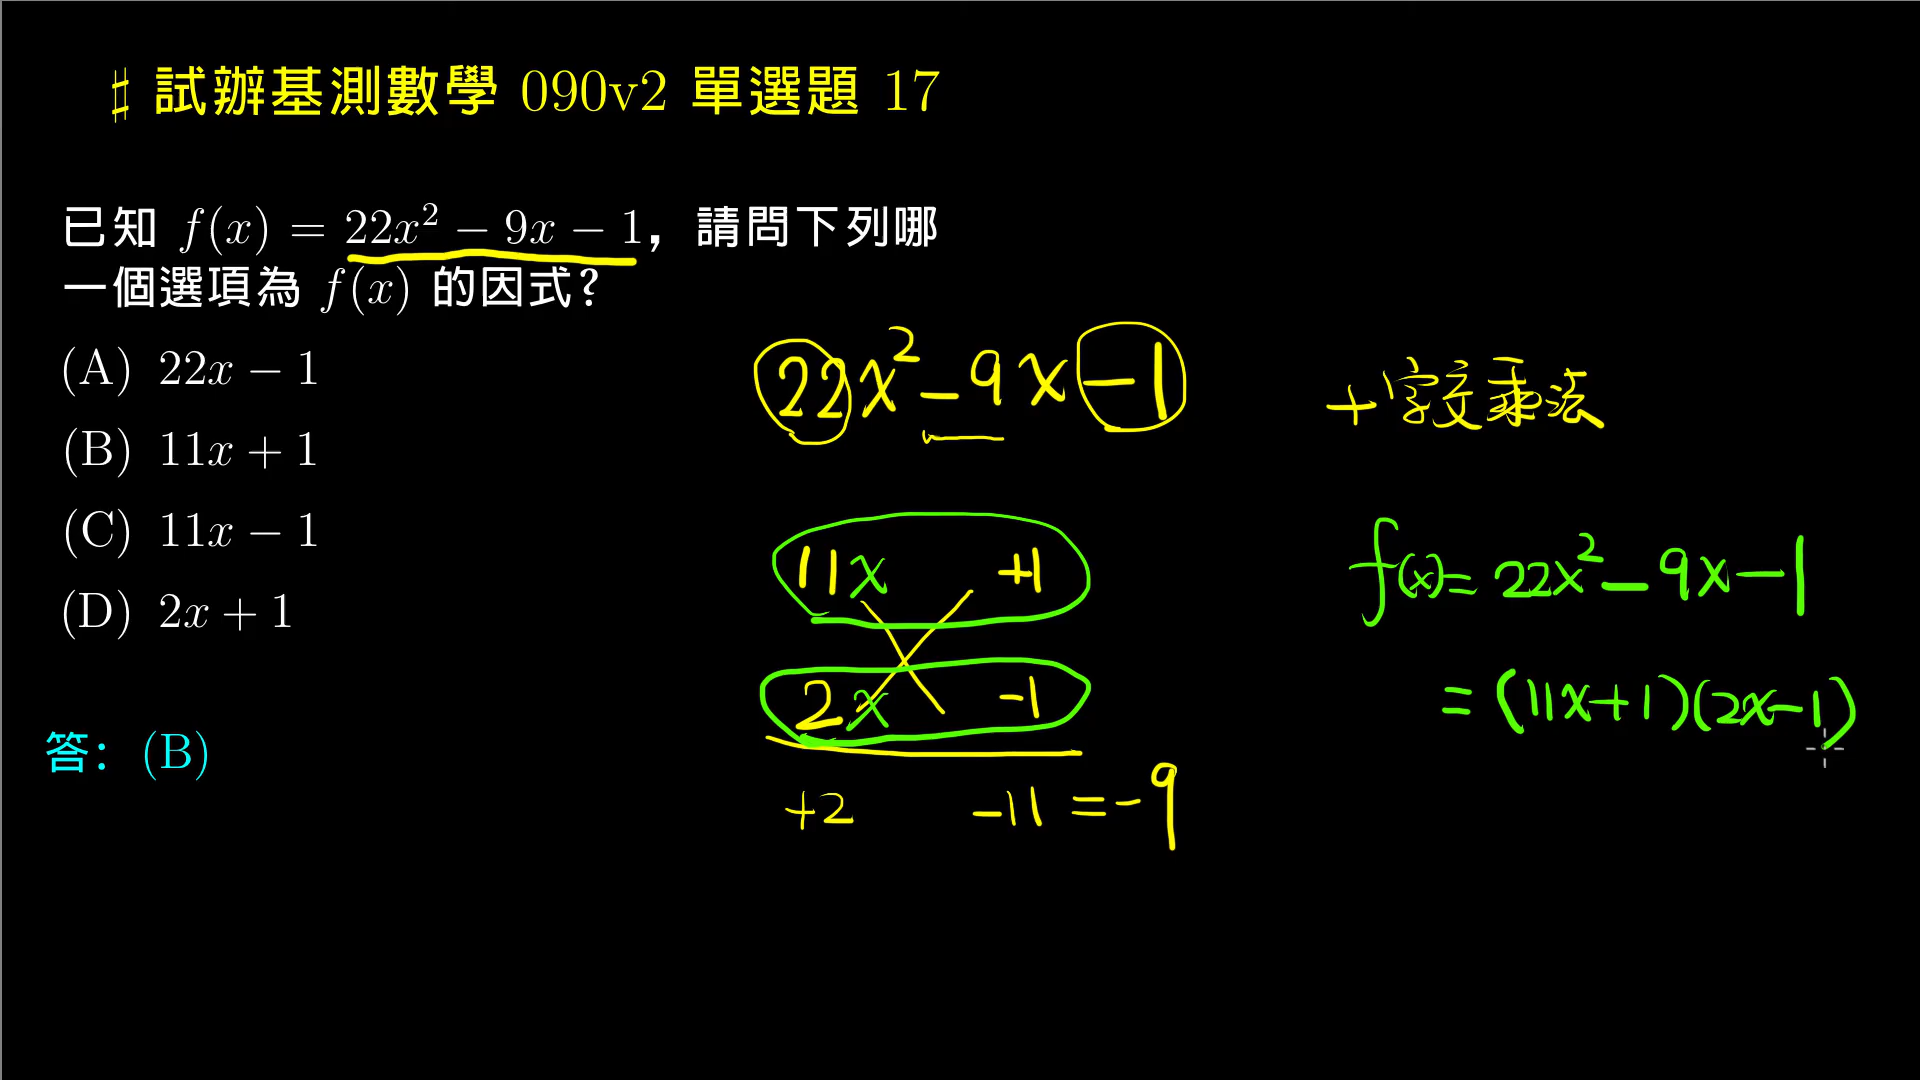 ♯ 試辦基測數學 090v2 單選題 17
已知 f(x) = 22x² − 9x − 1，請問下列哪
一個選項為 f(x) 的因式？
(A) 22x − 1
(B) 11x + 1
(C) 11x − 1
(D) 2x + 1
答：(B)
22x² − 9x − 1
11x +1
2x −1
+2 −11 = −9
十字交乘法
f(x) = 22x² − 9x − 1
= (11x+1)(2x−1)